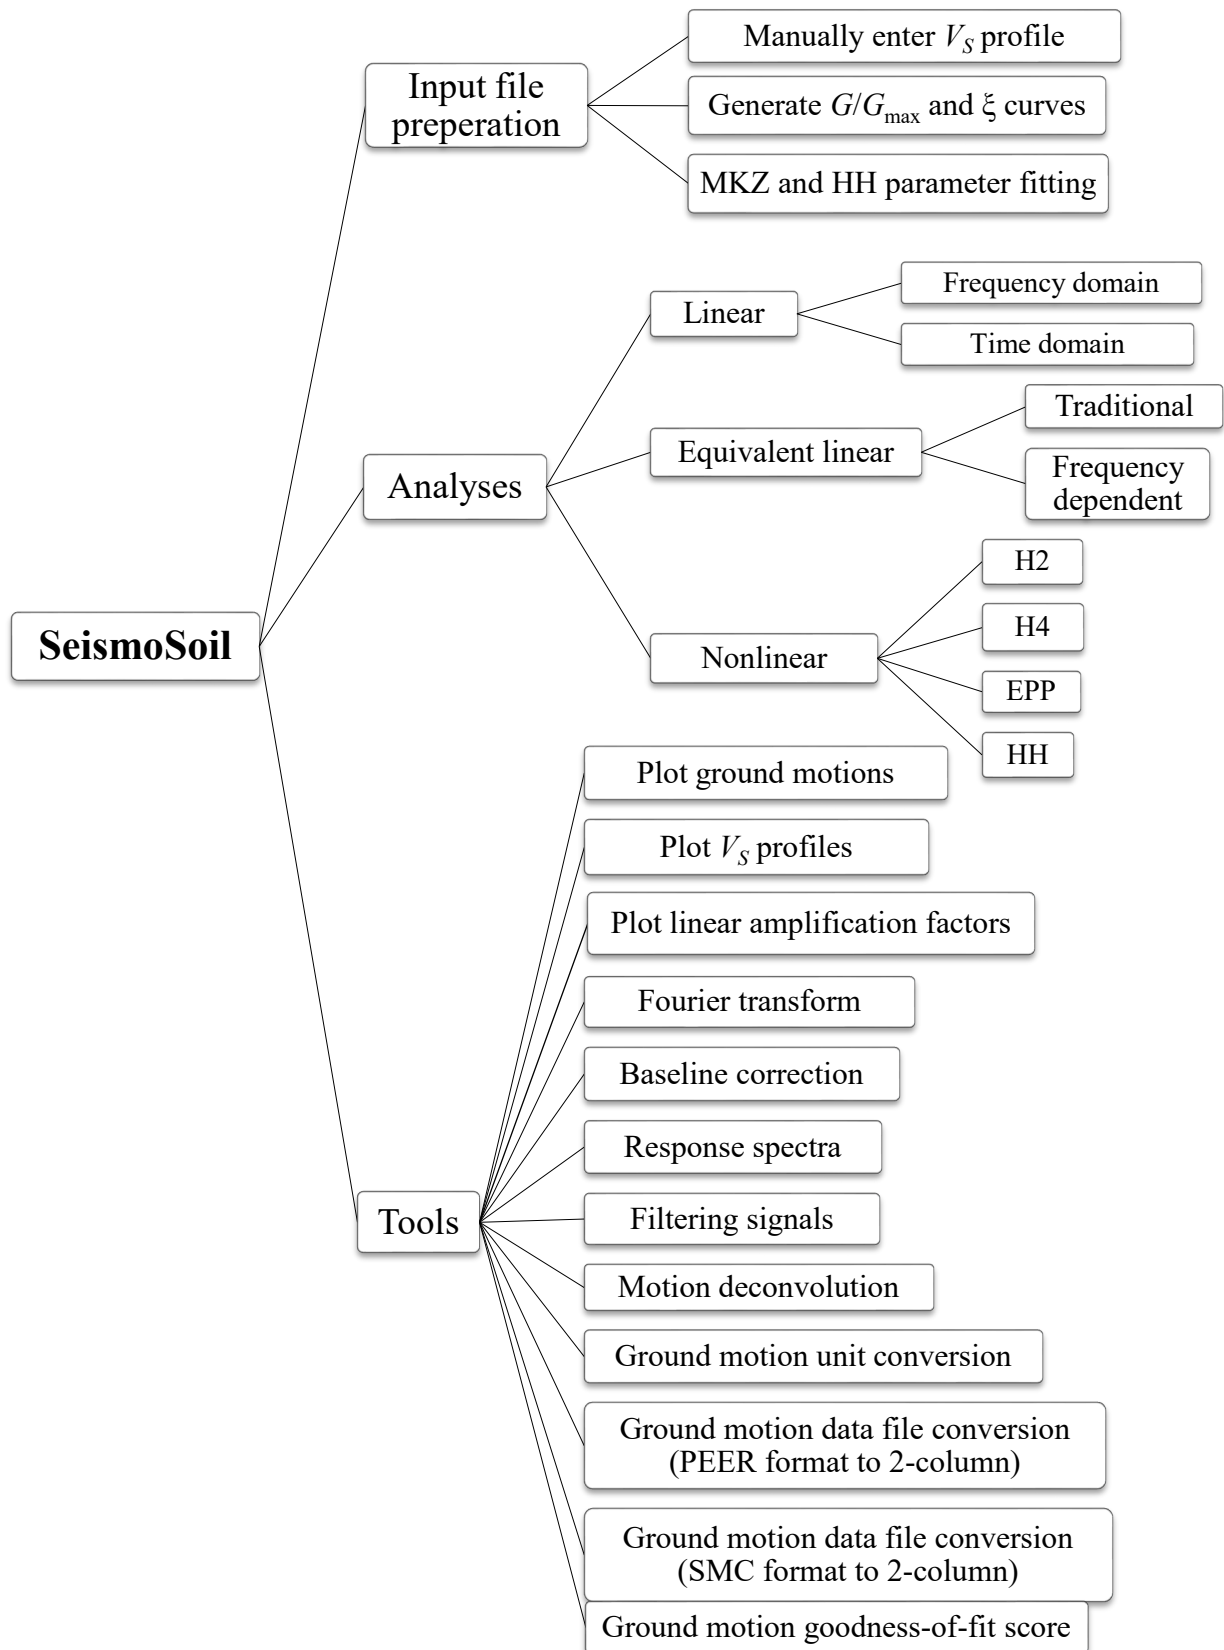 SeismoSoil
Input file
preperation
Manually enter V_S profile
Generate G/G_max and ξ curves
MKZ and HH parameter fitting
Analyses
Linear
Frequency domain
Time domain
Equivalent linear
Traditional
Frequency
dependent
Nonlinear
H2
H4
EPP
HH
Tools
Plot ground motions
Plot V_S profiles
Plot linear amplification factors
Fourier transform
Baseline correction
Response spectra
Filtering signals
Motion deconvolution
Ground motion unit conversion
Ground motion data file conversion
(PEER format to 2-column)
Ground motion data file conversion
(SMC format to 2-column)
Ground motion goodness-of-fit score